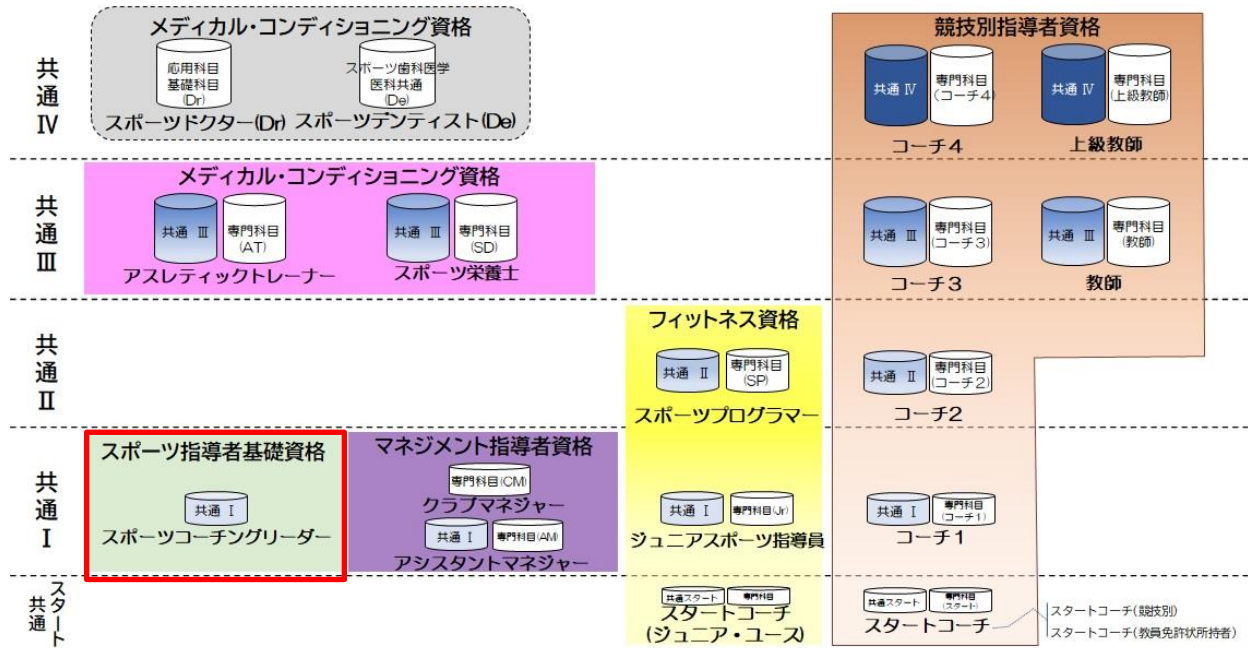 共通Ⅳ
メディカル・コンディショニング資格
応用科目
基礎科目
(Dr)
スポーツドクター(Dr)
スポーツ歯科医学
医科共通
(De)
スポーツデンティスト(De)
競技別指導者資格
共通 Ⅳ
専門科目
(コーチ4)
コーチ4
共通 Ⅳ
専門科目
(上級教師)
上級教師
共通Ⅲ
メディカル・コンディショニング資格
共通 Ⅲ
専門科目
(AT)
アスレティックトレーナー
共通 Ⅲ
専門科目
(SD)
スポーツ栄養士
共通 Ⅲ
専門科目
(コーチ3)
コーチ3
共通 Ⅲ
専門科目
(教師)
教師
共通Ⅱ
フィットネス資格
共通 Ⅱ
専門科目
(SP)
スポーツプログラマー
共通 Ⅱ
専門科目
(コーチ2)
コーチ2
共通Ⅰ
スポーツ指導者基礎資格
共通 Ⅰ
スポーツコーチングリーダー
マネジメント指導者資格
専門科目(CM)
クラブマネジャー
共通 Ⅰ
専門科目(AM)
アシスタントマネジャー
共通 Ⅰ
専門科目(Jr)
ジュニアスポーツ指導員
共通 Ⅰ
専門科目
(コーチ1)
コーチ1
スタート
共通
共通スタート
専門科目
スタートコーチ
(ジュニア・ユース)
共通スタート
専門科目
(スタート)
スタートコーチ
スタートコーチ(競技別)
スタートコーチ(教員免許状所持者)